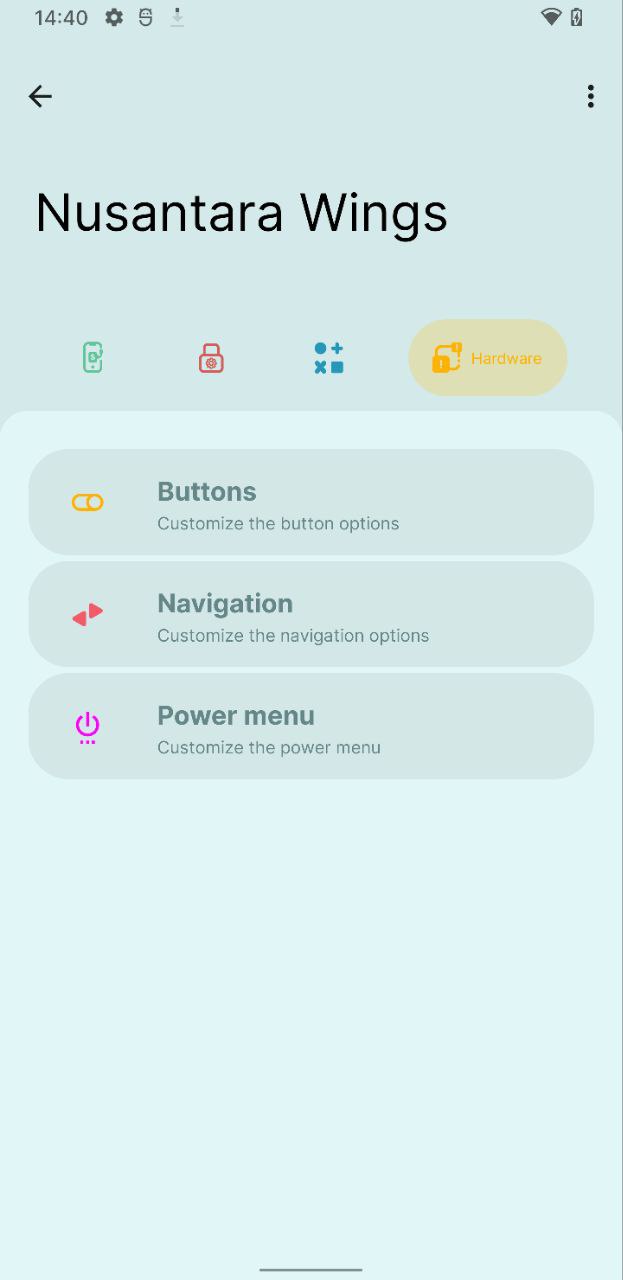 14:40
Nusantara Wings
Hardware
Buttons
Customize the button options
Navigation
Customize the navigation options
Power menu
Customize the power menu